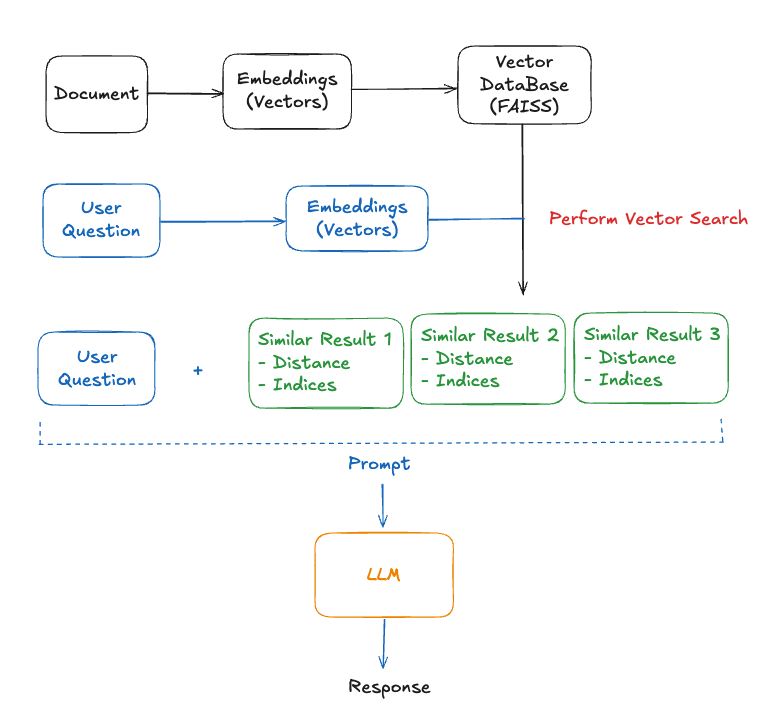 Document
Embeddings
(Vectors)
Vector
DataBase
(FAISS)
User
Question
Embeddings
(Vectors)
Perform Vector Search
User
Question
+
Similar Result 1
- Distance
- Indices
Similar Result 2
- Distance
- Indices
Similar Result 3
- Distance
- Indices
Prompt
LLM
Response